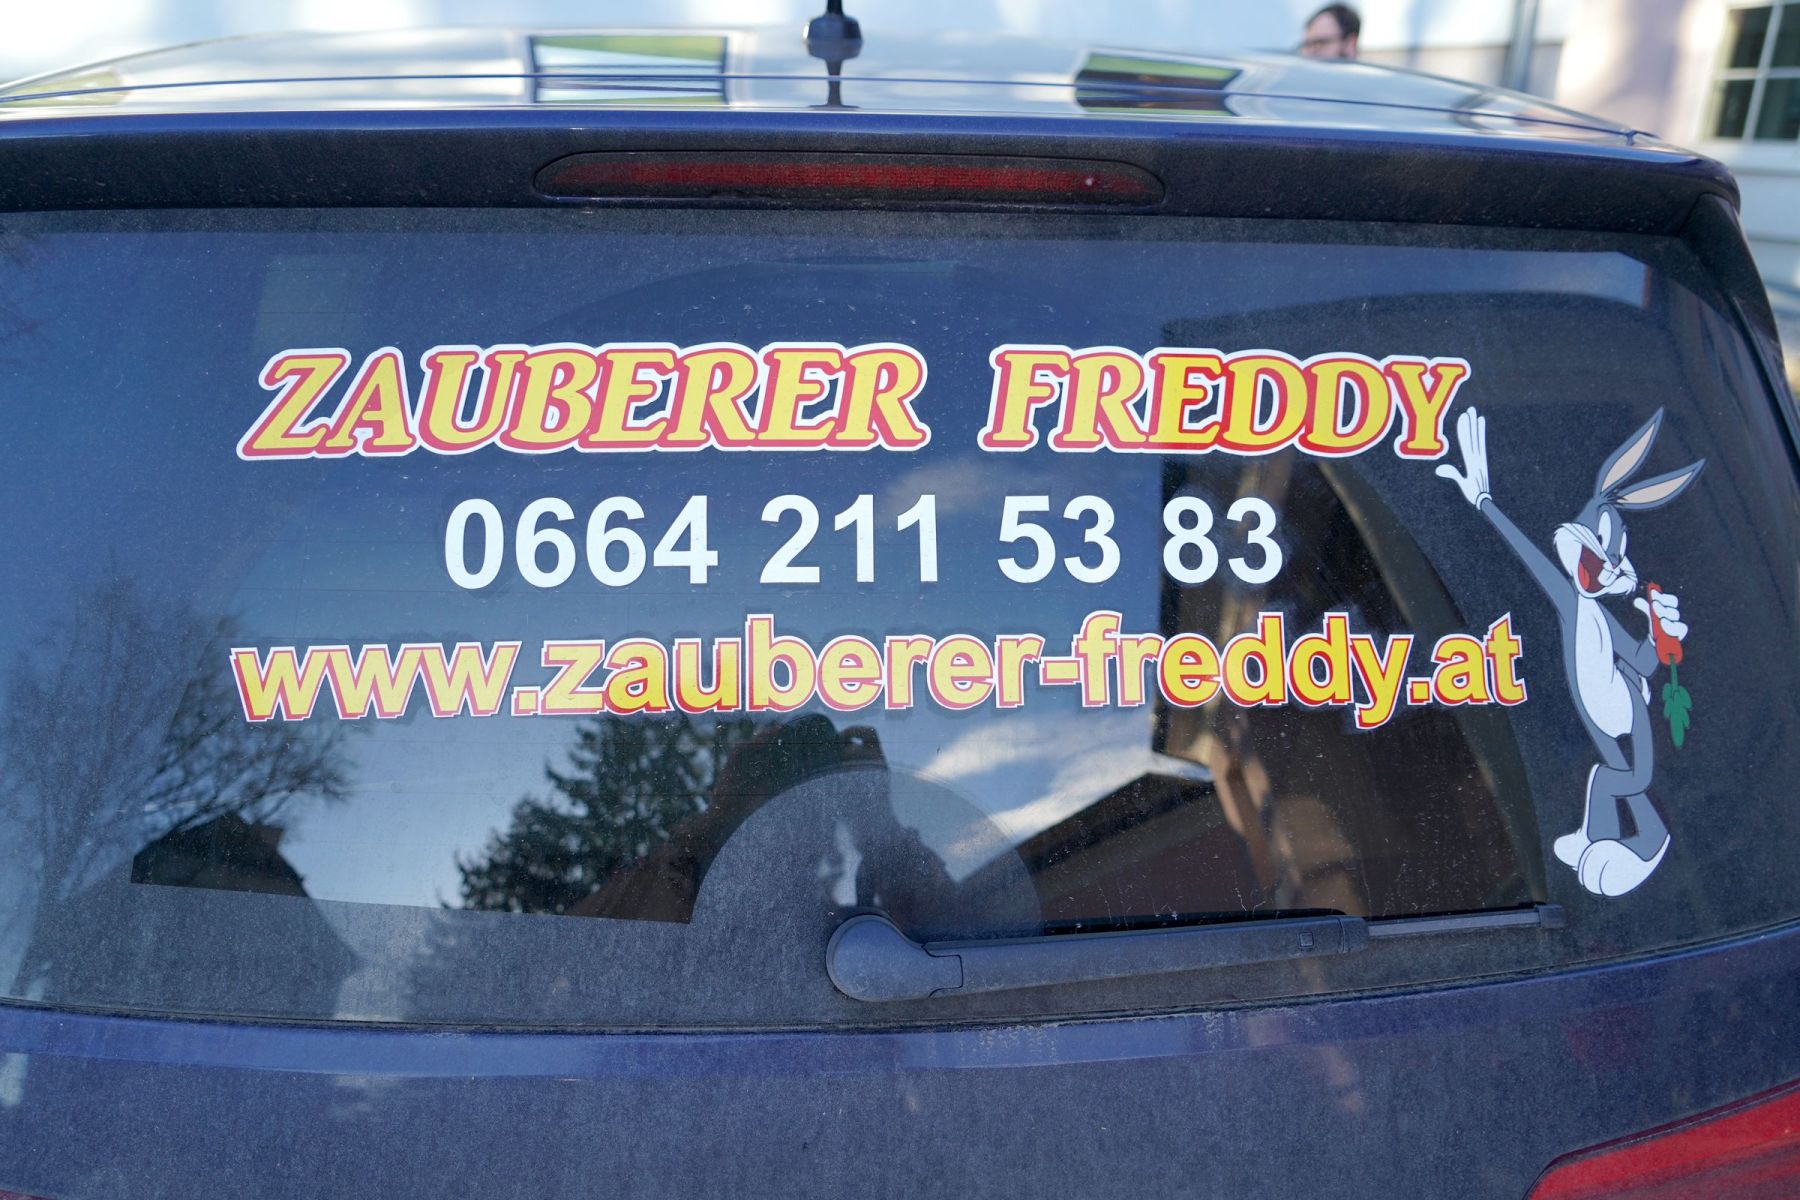 ZAUBERER FREDDY
0664 211 53 83
www.zauberer-freddy.at